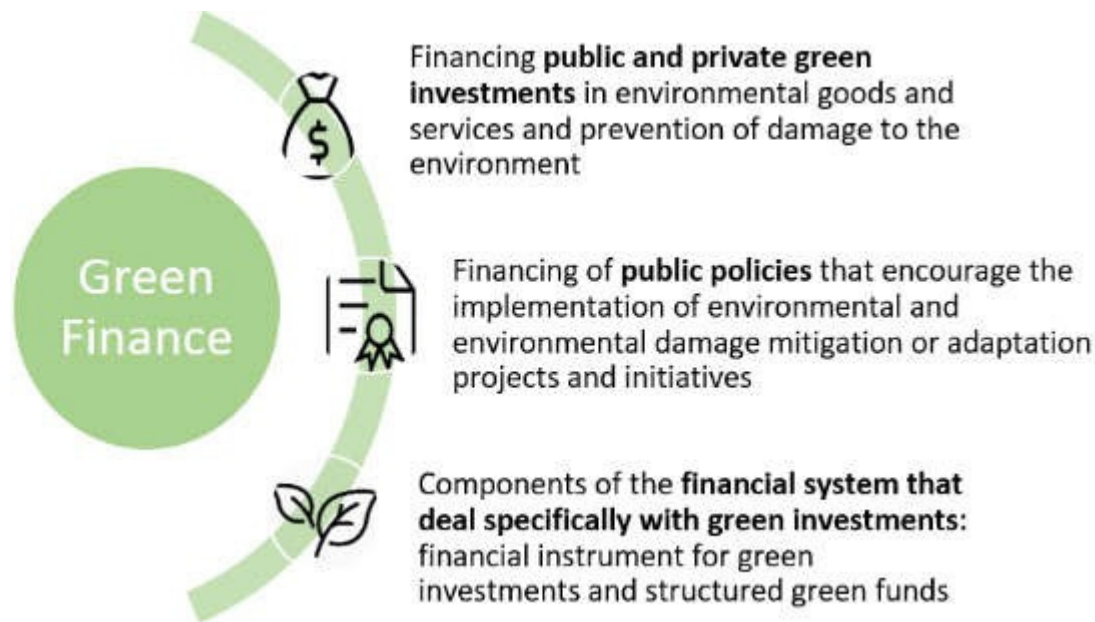 Green
Finance
Financing public and private green
investments in environmental goods and
services and prevention of damage to the
environment
$
Financing of public policies that encourage the
implementation of environmental and
environmental damage mitigation or adaptation
projects and initiatives
Components of the financial system that
deal specifically with green investments:
financial instrument for green
investments and structured green funds